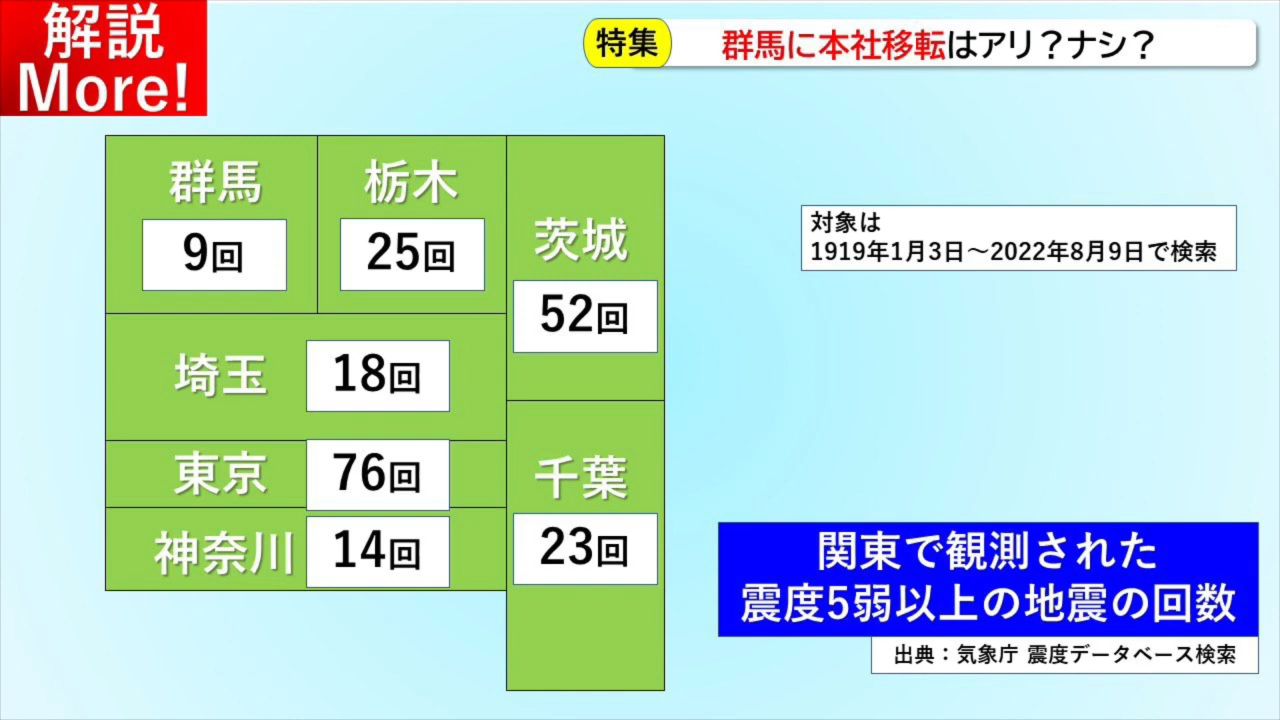 解説
More!
特集
群馬に本社移転はアリ？ナシ？
群馬
9回
栃木
25回
茨城
52回
埼玉
18回
東京
76回
神奈川
14回
千葉
23回
対象は
1919年1月3日～2022年8月9日で検索
関東で観測された
震度5弱以上の地震の回数
出典：気象庁 震度データベース検索